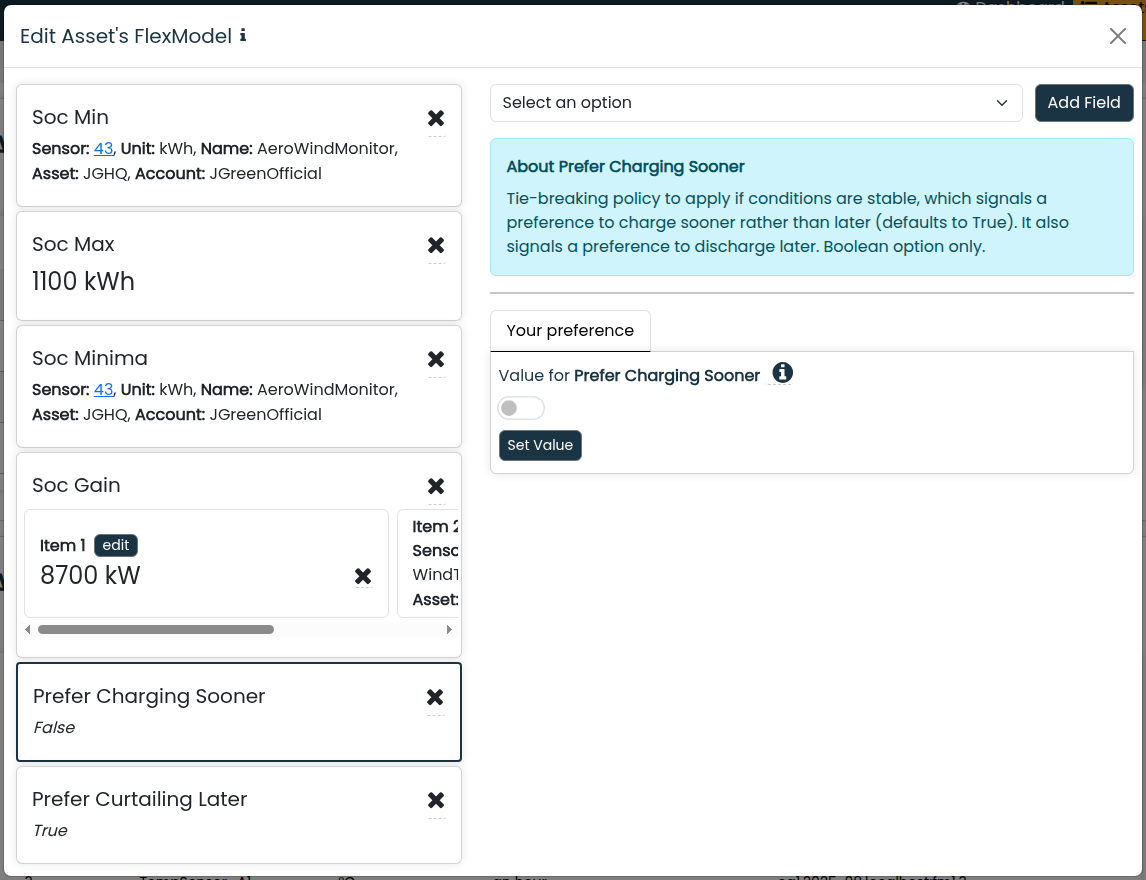 Dashboard
Edit Asset's FlexModel i
Soc Min
Sensor: 43, Unit: kWh, Name: AeroWindMonitor,
Asset: JGHQ, Account: JGreenOfficial
Soc Max
1100 kWh
Soc Minima
Sensor: 43, Unit: kWh, Name: AeroWindMonitor,
Asset: JGHQ, Account: JGreenOfficial
Soc Gain
Item 1 edit
8700 kW
Item 2
Senso
Wind
Asset:
Prefer Charging Sooner
False
Prefer Curtailing Later
True
Select an option
Add Field
About Prefer Charging Sooner
Tie-breaking policy to apply if conditions are stable, which signals a
preference to charge sooner rather than later (defaults to True). It also
signals a preference to discharge later. Boolean option only.
Your preference
Value for Prefer Charging Sooner i
Set Value